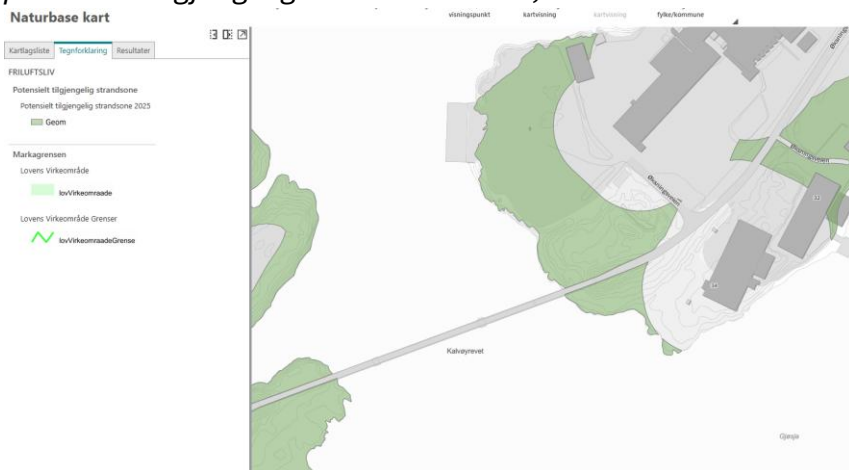 Naturbase kart
visningspunkt kartvisning kartvisning fylke/kommune
Kartlagsliste Tegnforklaring Resultater
FRILUFTSLIV
Potensielt tilgjengelig strandsone
Potensielt tilgjengelig strandsone 2025
Geom
Markagrensen
Lovens Virkeområde
lovVirkeomraade
Lovens Virkeområde Grenser
lovVirkeomraadeGrense
Kalvøyrevet
Gjøsja